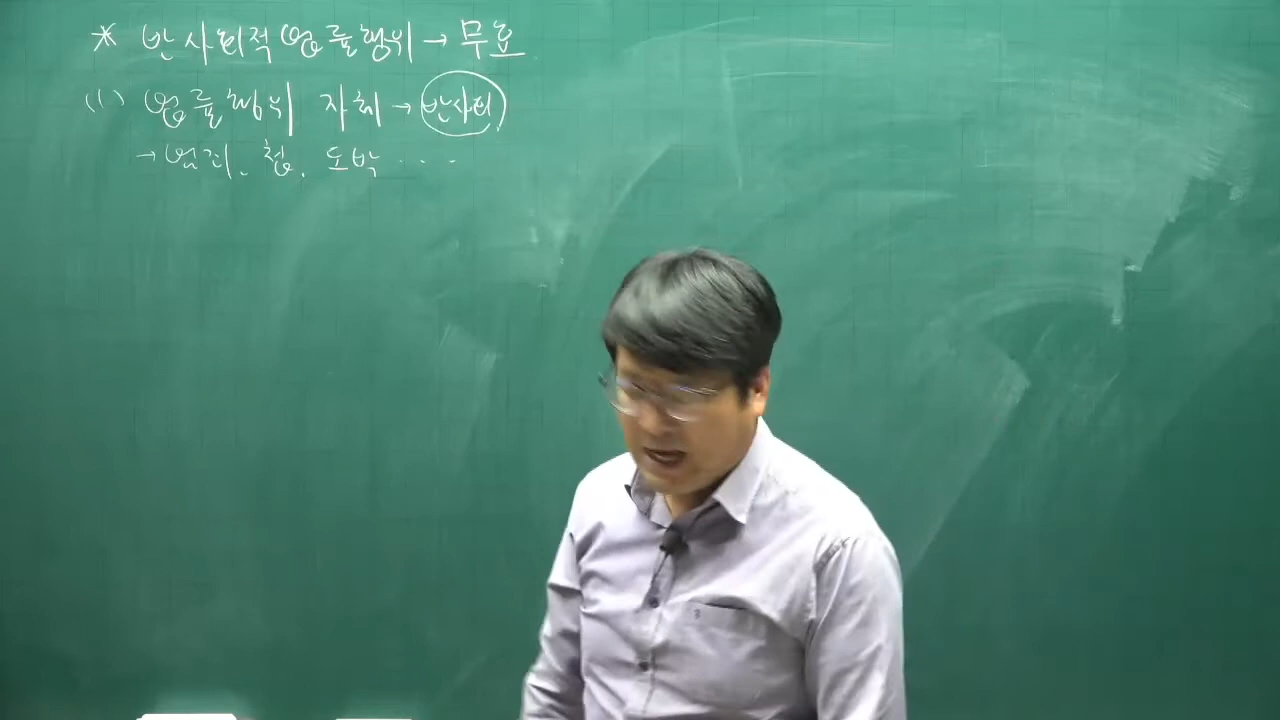 * 반사회적 법률행위 → 무효
(1) 법률행위 자체 → 반사회
→ 범죄, 첩, 도박 ...